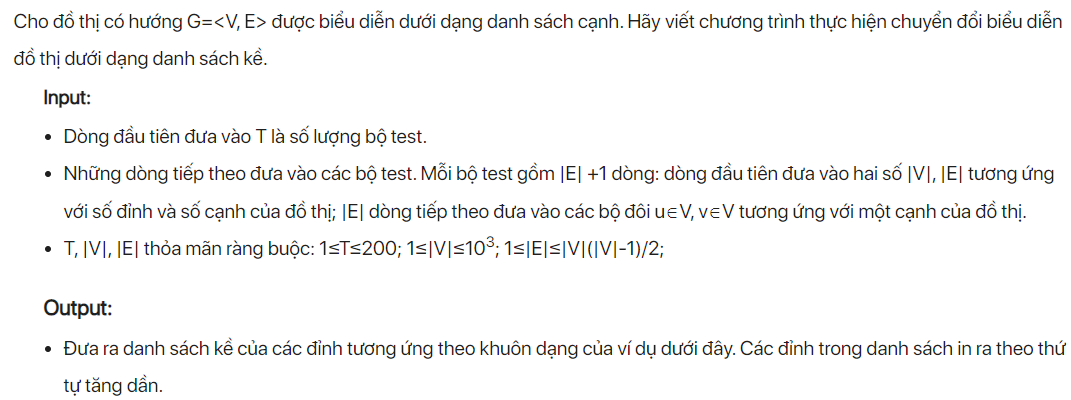 Cho đồ thị có hướng G=<V, E> được biểu diễn dưới dạng danh sách cạnh. Hãy viết chương trình thực hiện chuyển đổi biểu diễn
đồ thị dưới dạng danh sách kề.
Input:
• Dòng đầu tiên đưa vào T là số lượng bộ test.
• Những dòng tiếp theo đưa vào các bộ test. Mỗi bộ test gồm |E| +1 dòng: dòng đầu tiên đưa vào hai số |V|, |E| tương ứng
với số đỉnh và số cạnh của đồ thị; |E| dòng tiếp theo đưa vào các bộ đôi u∈V, v∈V tương ứng với một cạnh của đồ thị.
• T, |V|, |E| thỏa mãn ràng buộc: 1≤T≤200; 1≤|V|≤10³; 1≤|E|≤|V|(|V|-1)/2;
Output:
• Đưa ra danh sách kề của các đỉnh tương ứng theo khuôn dạng của ví dụ dưới đây. Các đỉnh trong danh sách in ra theo thứ
tự tăng dần.